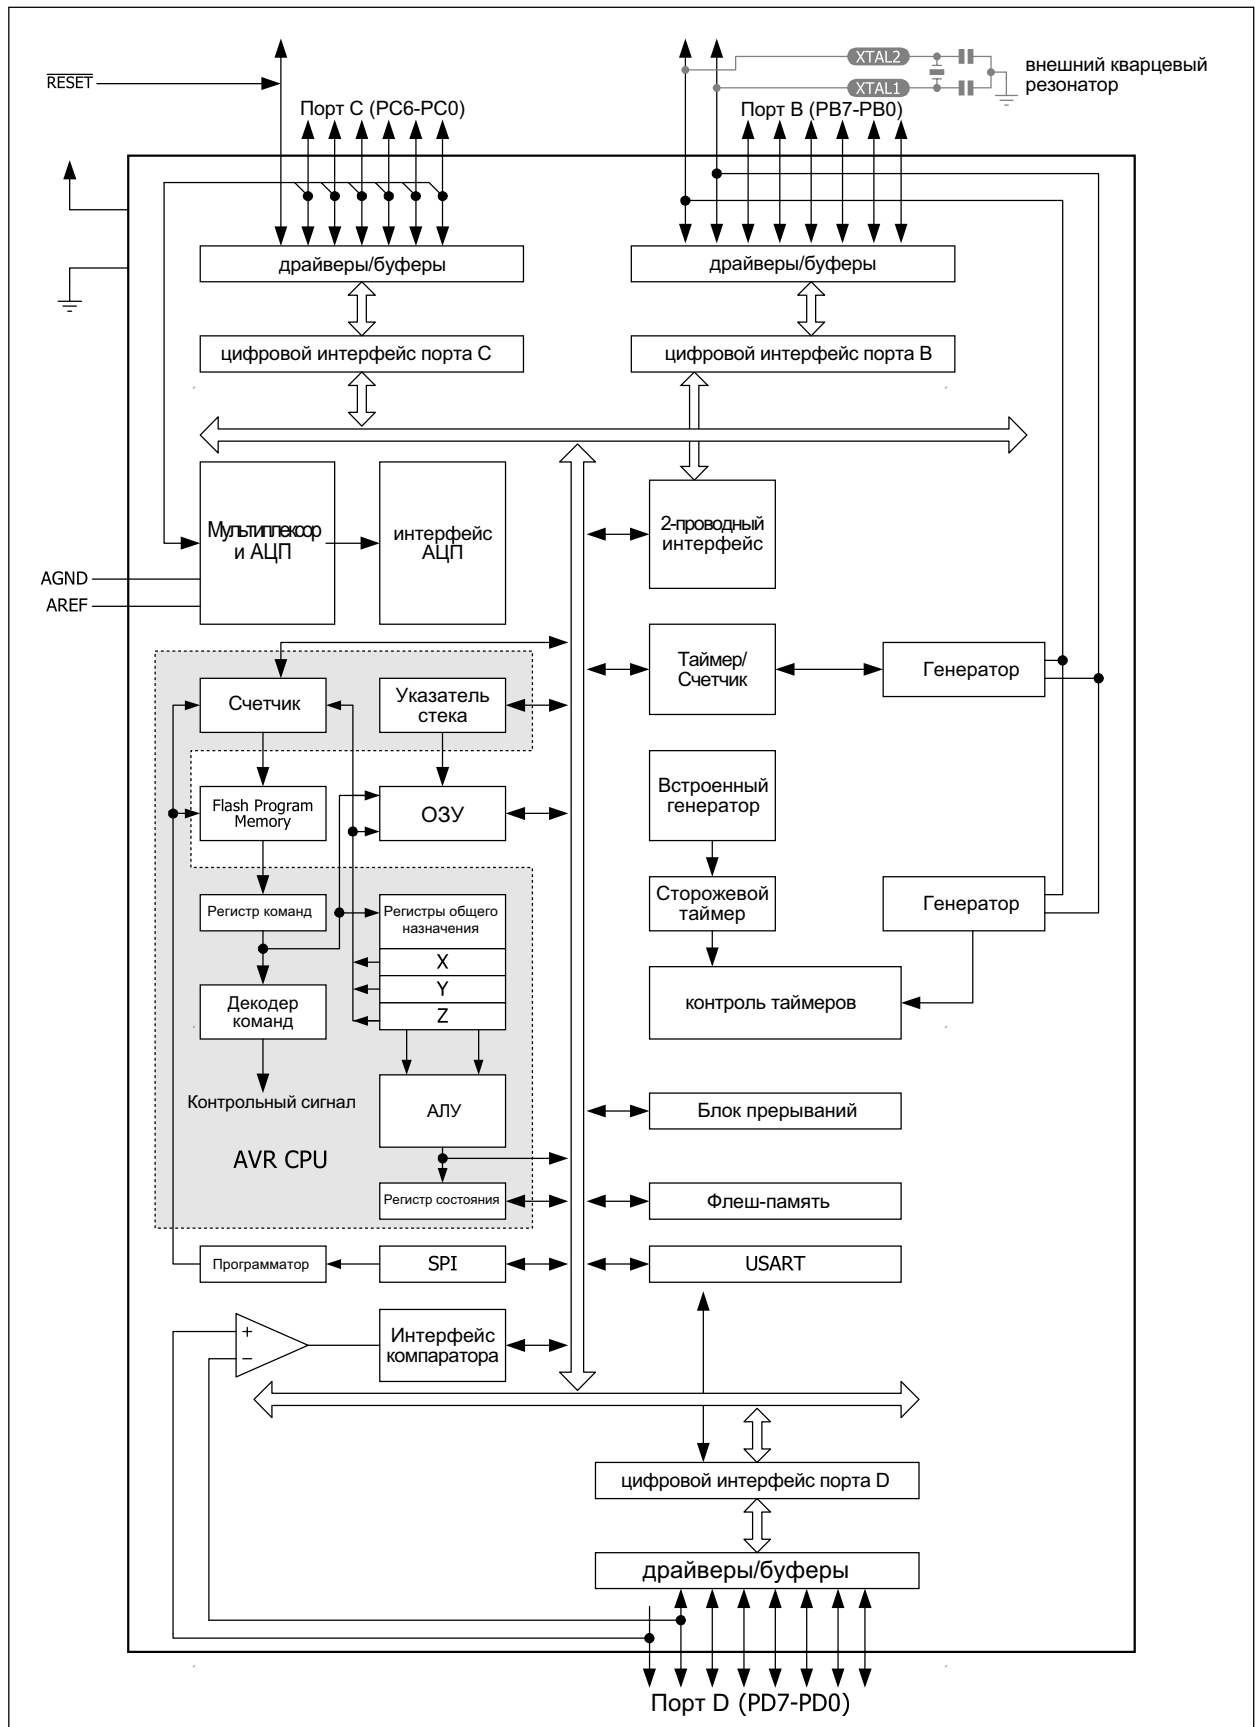 RESET
XTAL2
внешний кварцевый
резонатор
XTAL1
Порт C (PC6-PC0)
Порт B (PB7-PB0)
драйверы/буферы
драйверы/буферы
цифровой интерфейс порта C
цифровой интерфейс порта B
Мультиплексор
и АЦП
интерфейс
АЦП
2-проводный
интерфейс
AGND
AREF
Счетчик
Указатель
стека
Таймер/
Счетчик
Генератор
Flash Program
Memory
ОЗУ
Встроенный
генератор
Регистр команд
Регистры общего
назначения
X
Y
Z
Сторожевой
таймер
Генератор
Декодер
команд
контроль таймеров
Контрольный сигнал
АЛУ
Блок прерываний
AVR CPU
Регистр состояния
Флеш-память
Программатор
SPI
USART
+
−
Интерфейс
компаратора
цифровой интерфейс порта D
драйверы/буферы
Порт D (PD7-PD0)